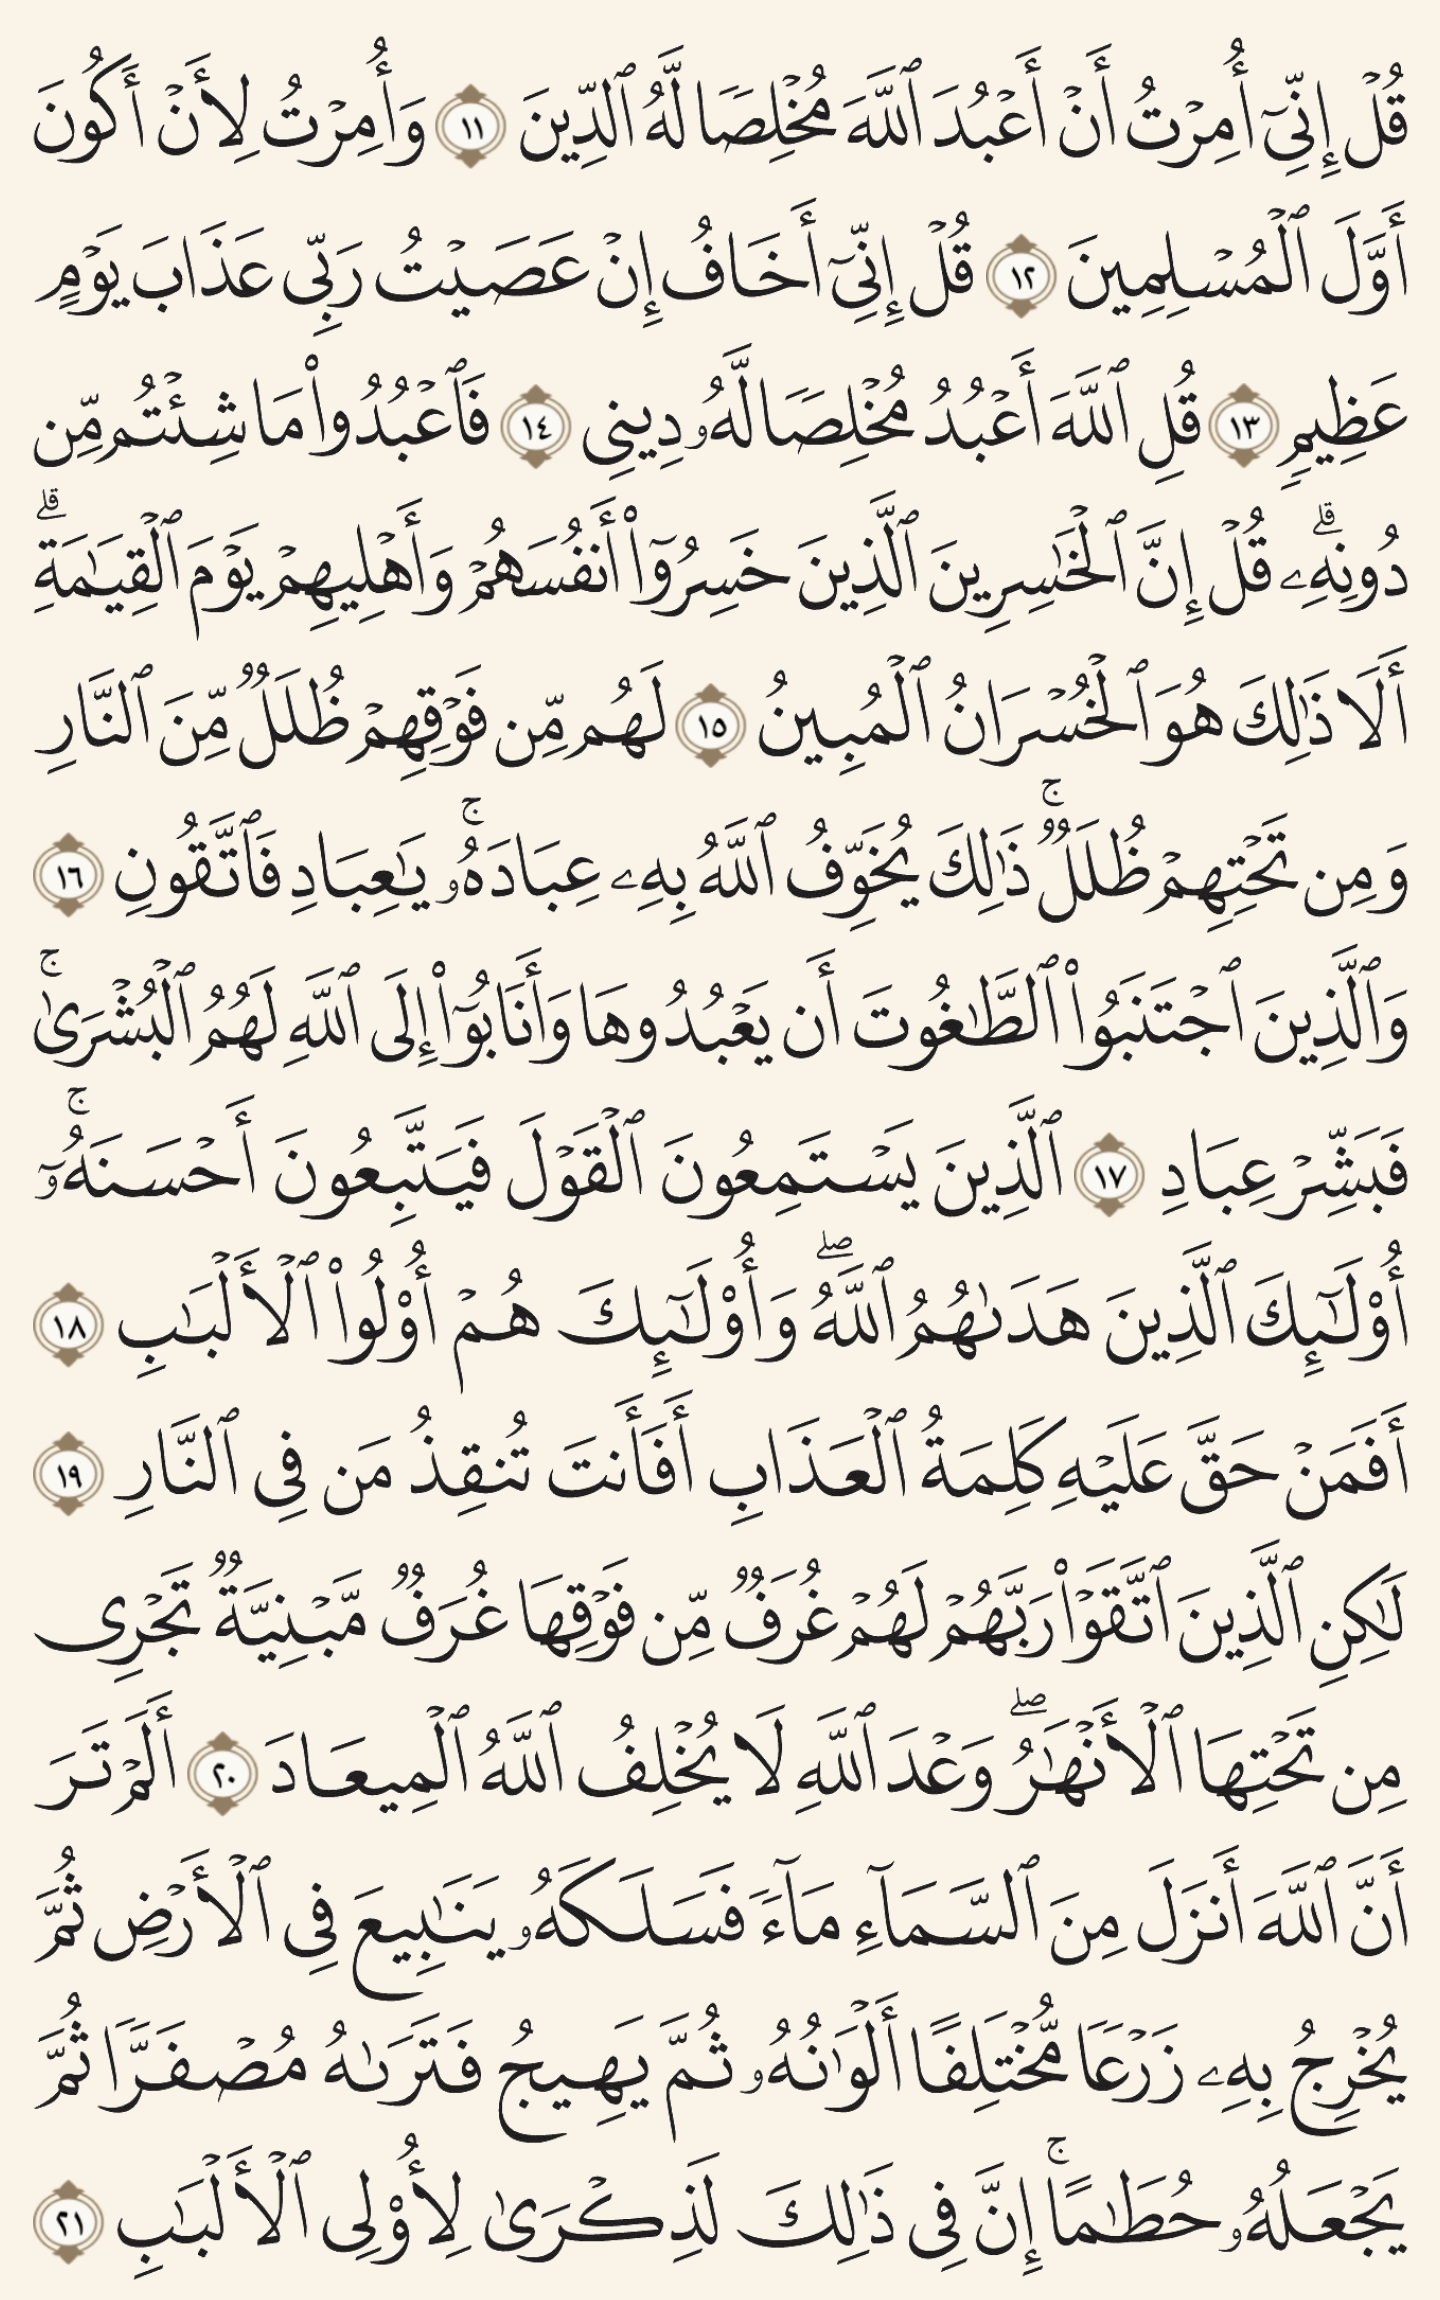 قُلْ إِنِّىٓ أُمِرْتُ أَنْ أَعْبُدَ ٱللَّهَ مُخْلِصًا لَّهُ ٱلدِّينَ ١١ وَأُمِرْتُ لِأَنْ أَكُونَ
أَوَّلَ ٱلْمُسْلِمِينَ ١٢ قُلْ إِنِّىٓ أَخَافُ إِنْ عَصَيْتُ رَبِّى عَذَابَ يَوْمٍ
عَظِيمٍ ١٣ قُلِ ٱللَّهَ أَعْبُدُ مُخْلِصًا لَّهُۥ دِينِى ١٤ فَٱعْبُدُوا۟ مَا شِئْتُم مِّن
دُونِهِۦ ۗ قُلْ إِنَّ ٱلْخَٰسِرِينَ ٱلَّذِينَ خَسِرُوٓا۟ أَنفُسَهُمْ وَأَهْلِيهِمْ يَوْمَ ٱلْقِيَٰمَةِ ۗ
أَلَا ذَٰلِكَ هُوَ ٱلْخُسْرَانُ ٱلْمُبِينُ ١٥ لَهُم مِّن فَوْقِهِمْ ظُلَلٌ مِّنَ ٱلنَّارِ
وَمِن تَحْتِهِمْ ظُلَلٌ ۚ ذَٰلِكَ يُخَوِّفُ ٱللَّهُ بِهِۦ عِبَادَهُۥ ۚ يَٰعِبَادِ فَٱتَّقُونِ ١٦
وَٱلَّذِينَ ٱجْتَنَبُوا۟ ٱلطَّٰغُوتَ أَن يَعْبُدُوهَا وَأَنَابُوٓا۟ إِلَى ٱللَّهِ لَهُمُ ٱلْبُشْرَىٰ ۚ
فَبَشِّرْ عِبَادِ ١٧ ٱلَّذِينَ يَسْتَمِعُونَ ٱلْقَوْلَ فَيَتَّبِعُونَ أَحْسَنَهُۥٓ ۚ
أُو۟لَٰٓئِكَ ٱلَّذِينَ هَدَىٰهُمُ ٱللَّهُ ۖ وَأُو۟لَٰٓئِكَ هُمْ أُو۟لُوا۟ ٱلْأَلْبَٰبِ ١٨
أَفَمَنْ حَقَّ عَلَيْهِ كَلِمَةُ ٱلْعَذَابِ أَفَأَنتَ تُنقِذُ مَن فِى ٱلنَّارِ ١٩
لَٰكِنِ ٱلَّذِينَ ٱتَّقَوْا۟ رَبَّهُمْ لَهُمْ غُرَفٌ مِّن فَوْقِهَا غُرَفٌ مَّبْنِيَّةٌ تَجْرِى
مِن تَحْتِهَا ٱلْأَنْهَٰرُ ۖ وَعْدَ ٱللَّهِ لَا يُخْلِفُ ٱللَّهُ ٱلْمِيعَادَ ٢٠ أَلَمْ تَرَ
أَنَّ ٱللَّهَ أَنزَلَ مِنَ ٱلسَّمَآءِ مَآءً فَسَلَكَهُۥ يَنَٰبِيعَ فِى ٱلْأَرْضِ ثُمَّ
يُخْرِجُ بِهِۦ زَرْعًا مُّخْتَلِفًا أَلْوَٰنُهُۥ ثُمَّ يَهِيجُ فَتَرَىٰهُ مُصْفَرًّا ثُمَّ
يَجْعَلُهُۥ حُطَٰمًا ۚ إِنَّ فِى ذَٰلِكَ لَذِكْرَىٰ لِأُو۟لِى ٱلْأَلْبَٰبِ ٢١